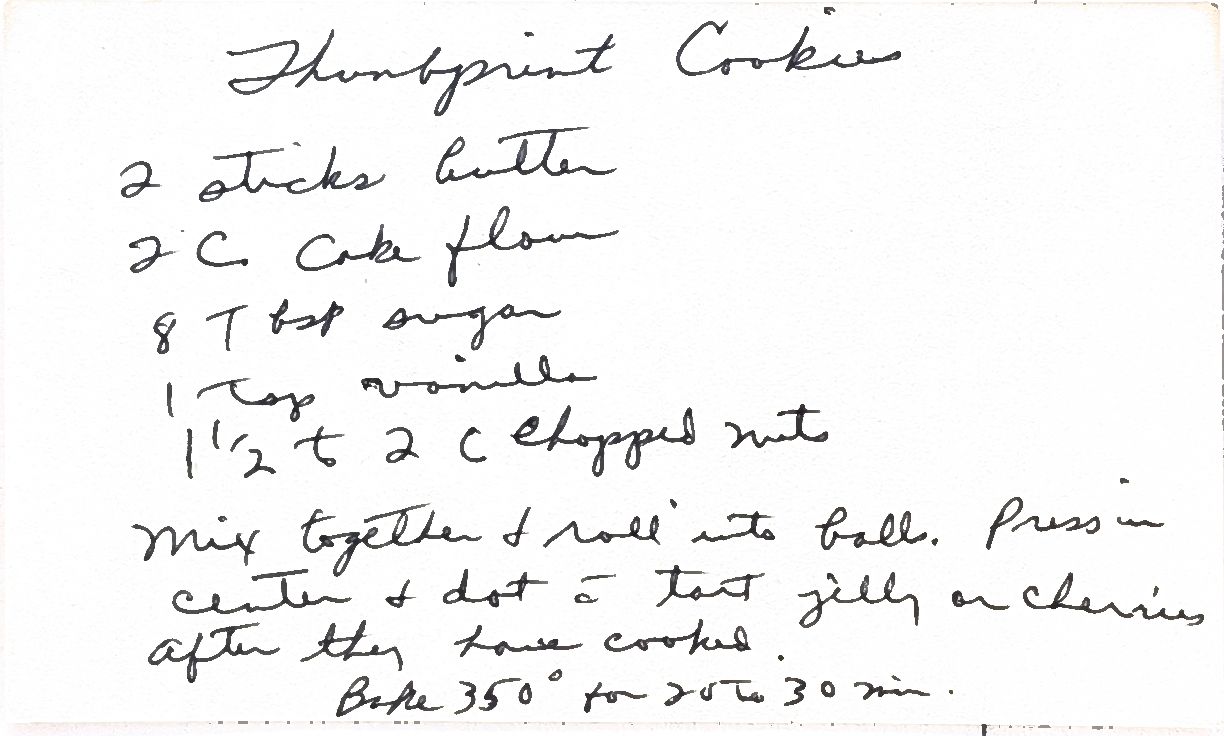 Thumbprint Cookies
2 sticks butter
2 C. Cake flour
8 Tbsp sugar
1 Tsp vanilla
1 1/2 to 2 C Chopped nuts
Mix together & roll into balls. Press in
center & dot c̄ tart jelly or cherries
after they have cooked.
Bake 350° for 20 to 30 min.